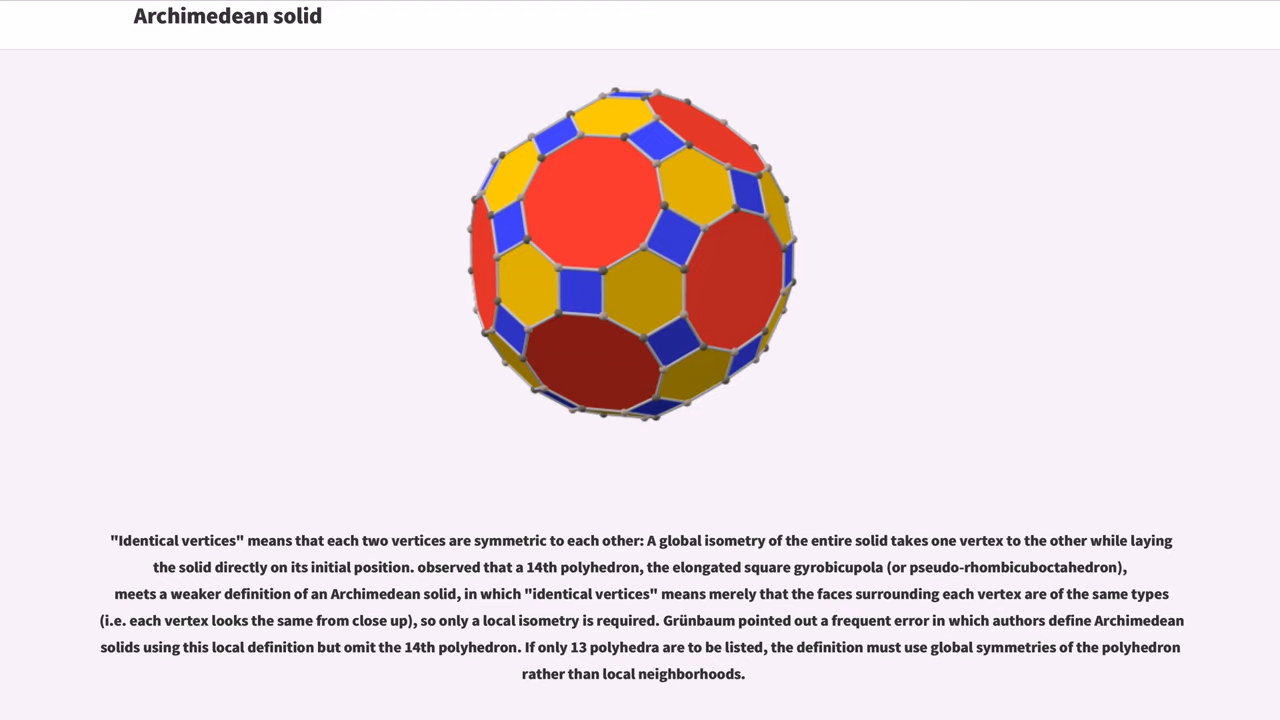 Archimedean solid
"Identical vertices" means that each two vertices are symmetric to each other: A global isometry of the entire solid takes one vertex to the other while laying
the solid directly on its initial position. observed that a 14th polyhedron, the elongated square gyrobicupola (or pseudo-rhombicuboctahedron),
meets a weaker definition of an Archimedean solid, in which "identical vertices" means merely that the faces surrounding each vertex are of the same types
(i.e. each vertex looks the same from close up), so only a local isometry is required. Grünbaum pointed out a frequent error in which authors define Archimedean
solids using this local definition but omit the 14th polyhedron. If only 13 polyhedra are to be listed, the definition must use global symmetries of the polyhedron
rather than local neighborhoods.